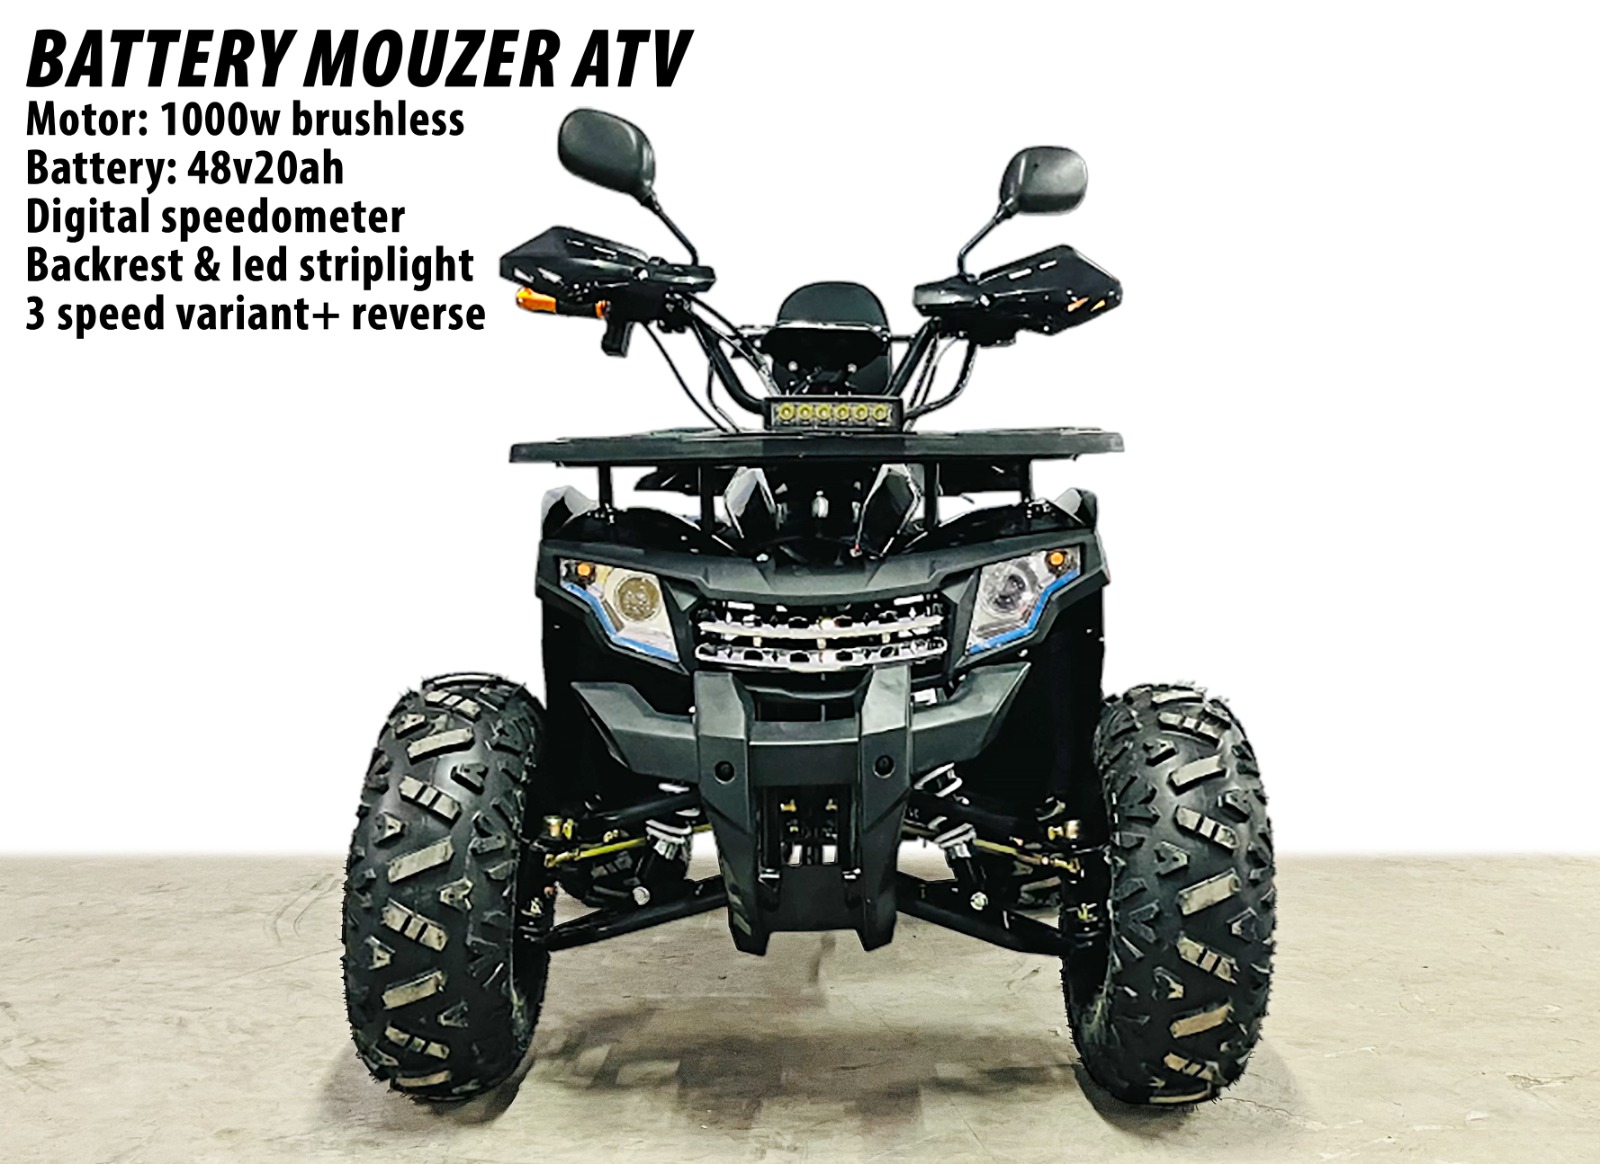 BATTERY MOUZER ATV
Motor: 1000w brushless
Battery: 48v20ah
Digital speedometer
Backrest & led striplight
3 speed variant+ reverse